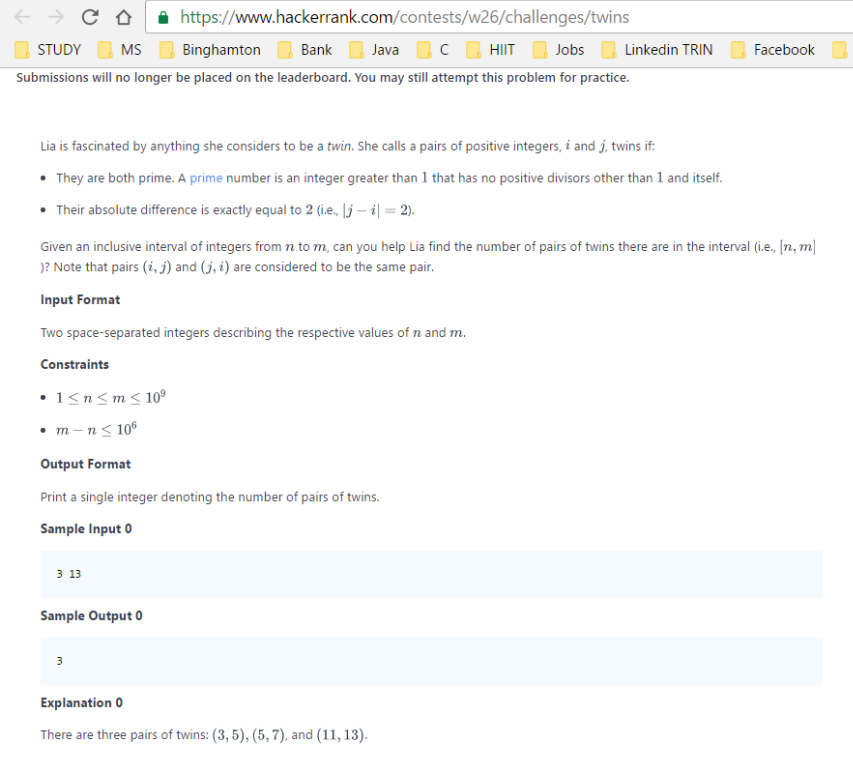 https://www.hackerrank.com/contests/w26/challenges/twins
STUDY MS Binghamton Bank Java C HIIT Jobs Linkedin TRIN Facebook
Submissions will no longer be placed on the leaderboard. You may still attempt this problem for practice.
Lia is fascinated by anything she considers to be a twin. She calls a pairs of positive integers, i and j, twins if:
• They are both prime. A prime number is an integer greater than 1 that has no positive divisors other than 1 and itself.
• Their absolute difference is exactly equal to 2 (i.e., |j − i| = 2).
Given an inclusive interval of integers from n to m, can you help Lia find the number of pairs of twins there are in the interval (i.e., [n, m]
)? Note that pairs (i, j) and (j, i) are considered to be the same pair.
Input Format
Two space-separated integers describing the respective values of n and m.
Constraints
• 1 ≤ n ≤ m ≤ 10⁹
• m − n ≤ 10⁶
Output Format
Print a single integer denoting the number of pairs of twins.
Sample Input 0
3 13
Sample Output 0
3
Explanation 0
There are three pairs of twins: (3, 5), (5, 7), and (11, 13).